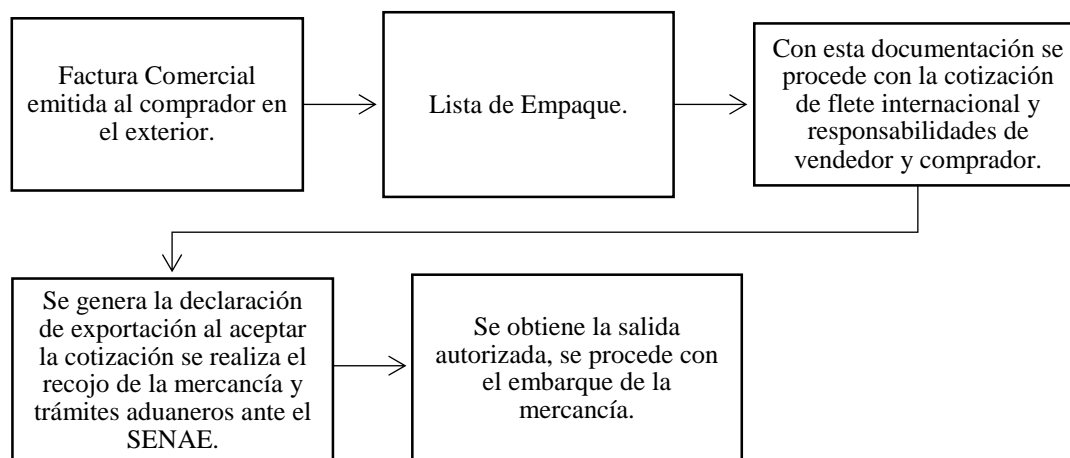 Factura Comercial
emitida al comprador en
el exterior.
Lista de Empaque.
Con esta documentación se
procede con la cotización
de flete internacional y
responsabilidades de
vendedor y comprador.
Se genera la declaración
de exportación al aceptar
la cotización se realiza el
recojo de la mercancía y
trámites aduaneros ante el
SENAE.
Se obtiene la salida
autorizada, se procede con
el embarque de la
mercancía.